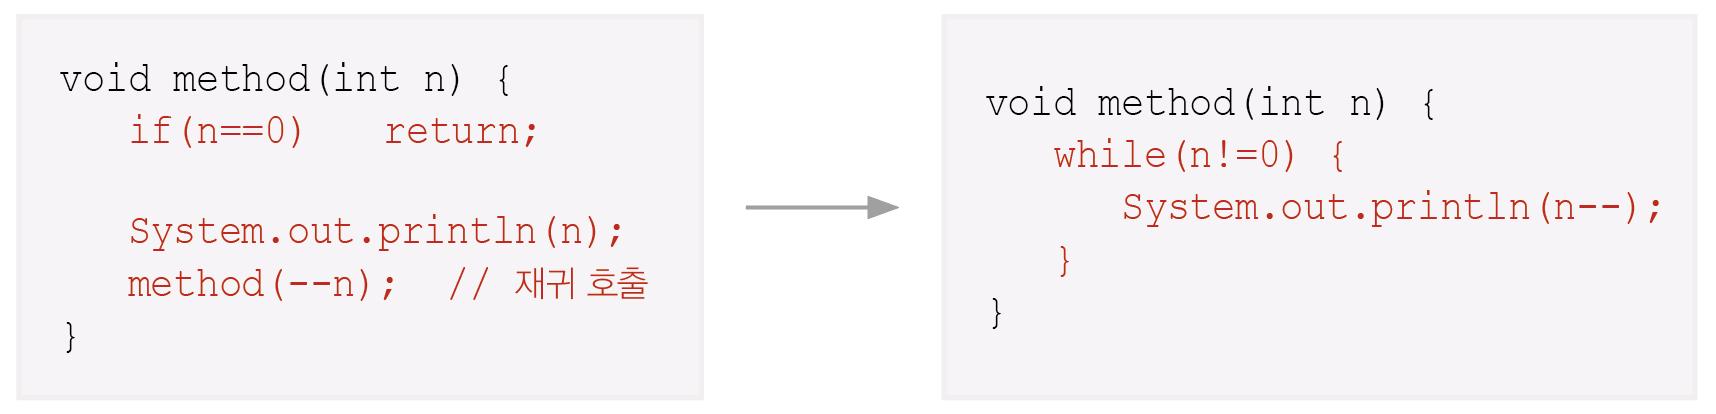 void method(int n) {
if(n==0) return;
System.out.println(n);
method(--n); // 재귀 호출
}
void method(int n) {
while(n!=0) {
System.out.println(n--);
}
}